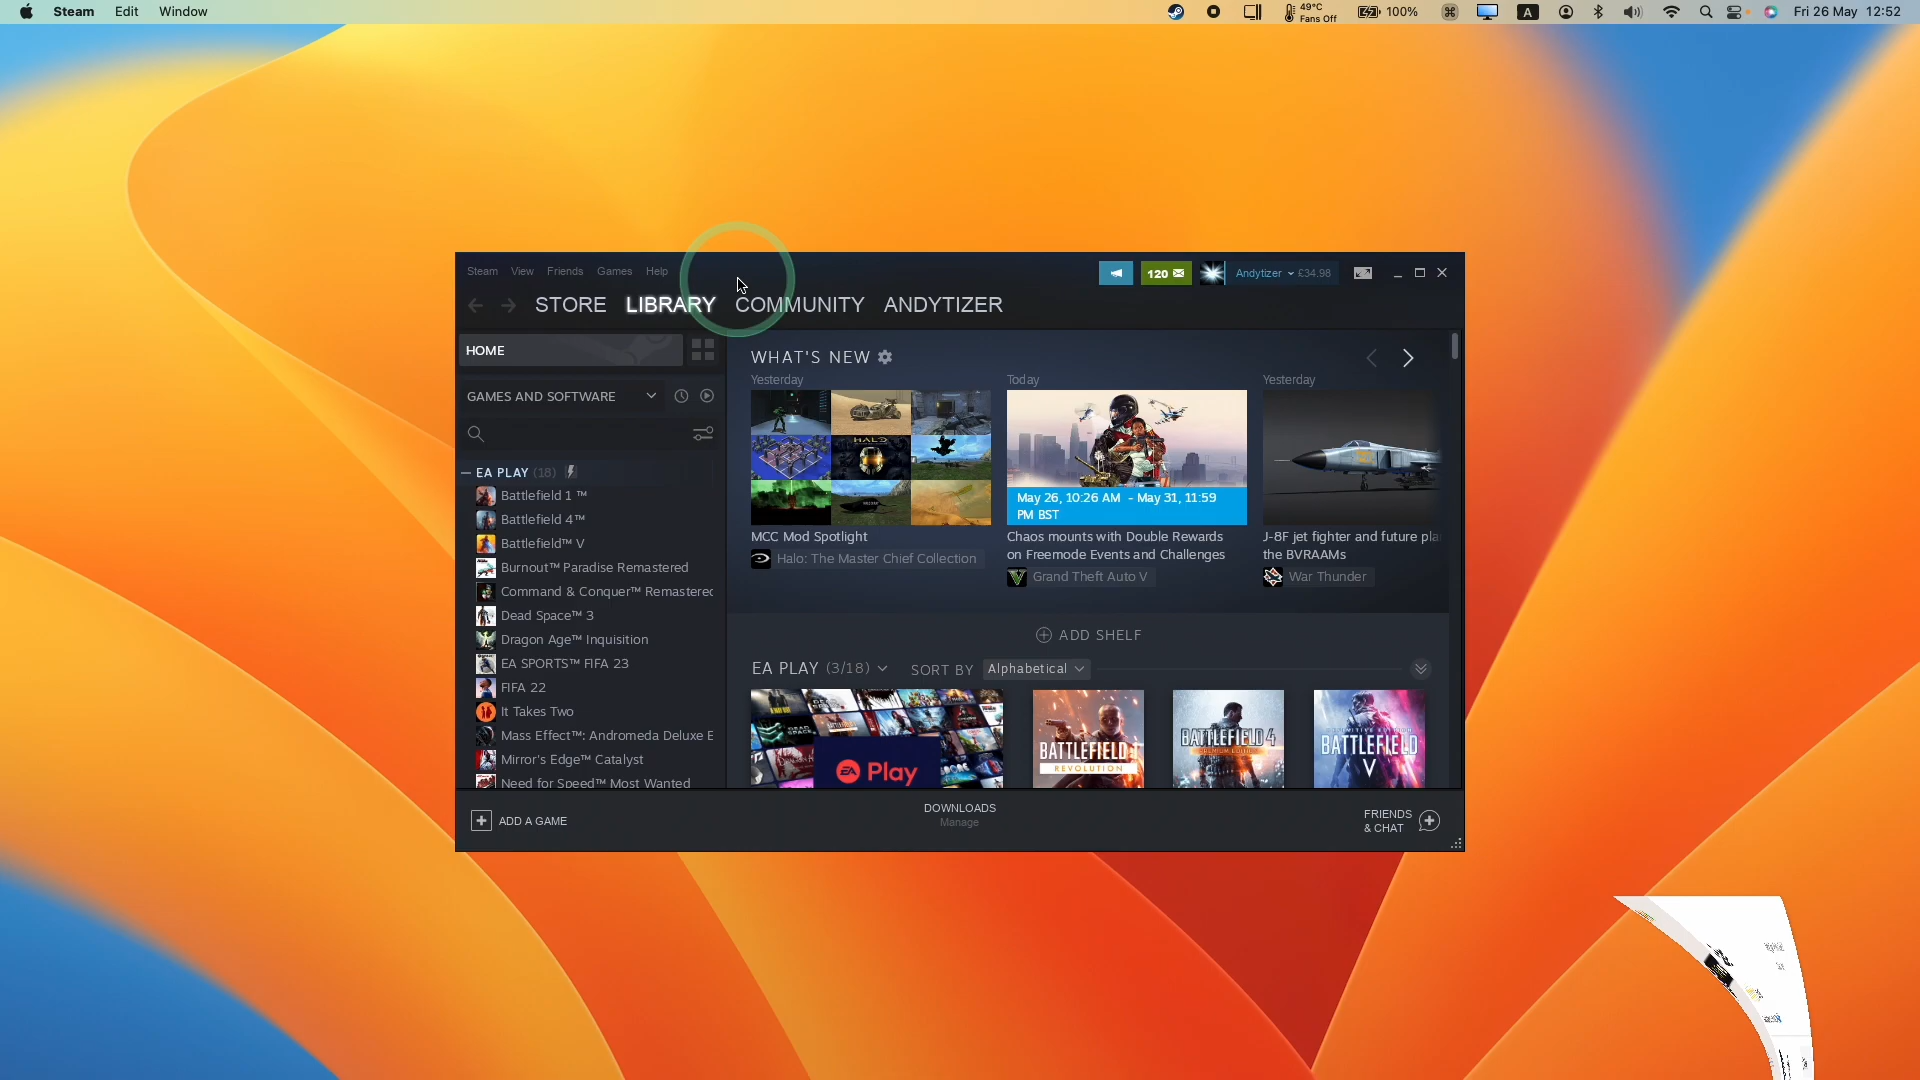 Steam Edit Window
49°C
Fans Off
100%
A
Fri 26 May 12:52
Steam View Friends Games Help
120
Andytizer £34.98
STORE LIBRARY COMMUNITY ANDYTIZER
HOME
GAMES AND SOFTWARE
EA PLAY (18)
Battlefield 1 ™
Battlefield 4™
Battlefield™ V
Burnout™ Paradise Remastered
Command & Conquer™ Remastered
Dead Space™ 3
Dragon Age™ Inquisition
EA SPORTS™ FIFA 23
FIFA 22
It Takes Two
Mass Effect™: Andromeda Deluxe E
Mirror's Edge™ Catalyst
Need for Speed™ Most Wanted
WHAT'S NEW
Yesterday
HALO
MCC Mod Spotlight
Halo: The Master Chief Collection
Today
May 26, 10:26 AM - May 31, 11:59
PM BST
Chaos mounts with Double Rewards
on Freemode Events and Challenges
Grand Theft Auto V
Yesterday
J-8F jet fighter and future pla
the BVRAAMs
War Thunder
ADD SHELF
EA PLAY (3/18) SORT BY Alphabetical
EA Play
BATTLEFIELD 1
REVOLUTION
BATTLEFIELD 4
PREMIUM EDITION
BATTLEFIELD
V
ADD A GAME
DOWNLOADS
Manage
FRIENDS
& CHAT